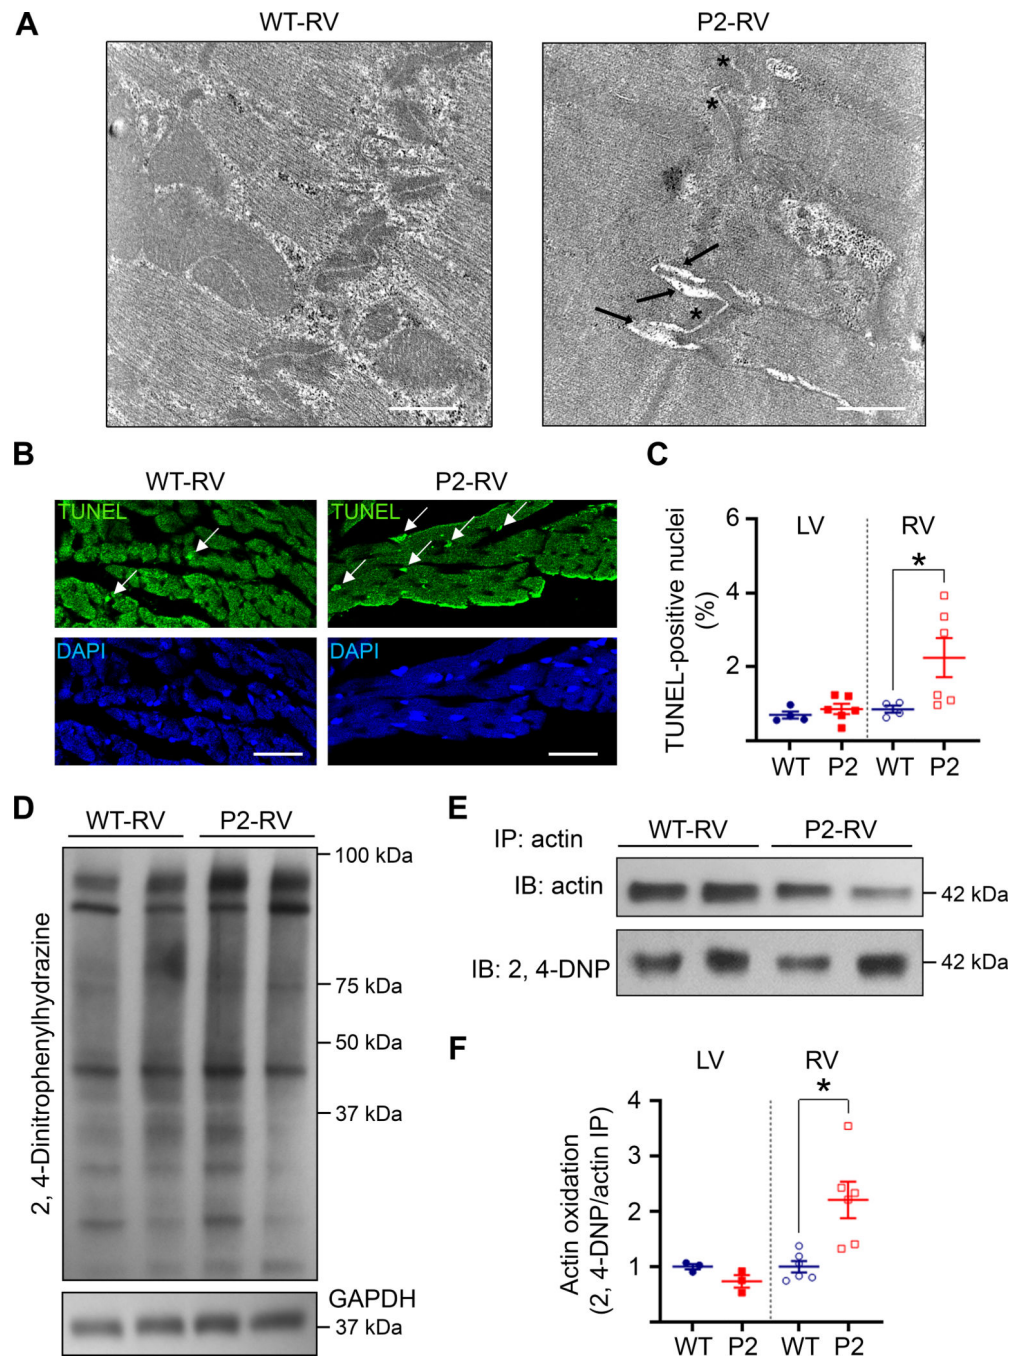 A
WT-RV
P2-RV
*
*
*
B
WT-RV
P2-RV
TUNEL
TUNEL
DAPI
DAPI
C
LV
RV
*
TUNEL-positive nuclei
(%)
6
4
2
WT
P2
WT
P2
D
WT-RV
P2-RV
2, 4-Dinitrophenylhydrazine
100 kDa
75 kDa
50 kDa
37 kDa
GAPDH
37 kDa
E
IP: actin
WT-RV
P2-RV
IB: actin
42 kDa
IB: 2, 4-DNP
42 kDa
F
LV
RV
*
Actin oxidation
(2, 4-DNP/actin IP)
4
3
2
1
WT
P2
WT
P2